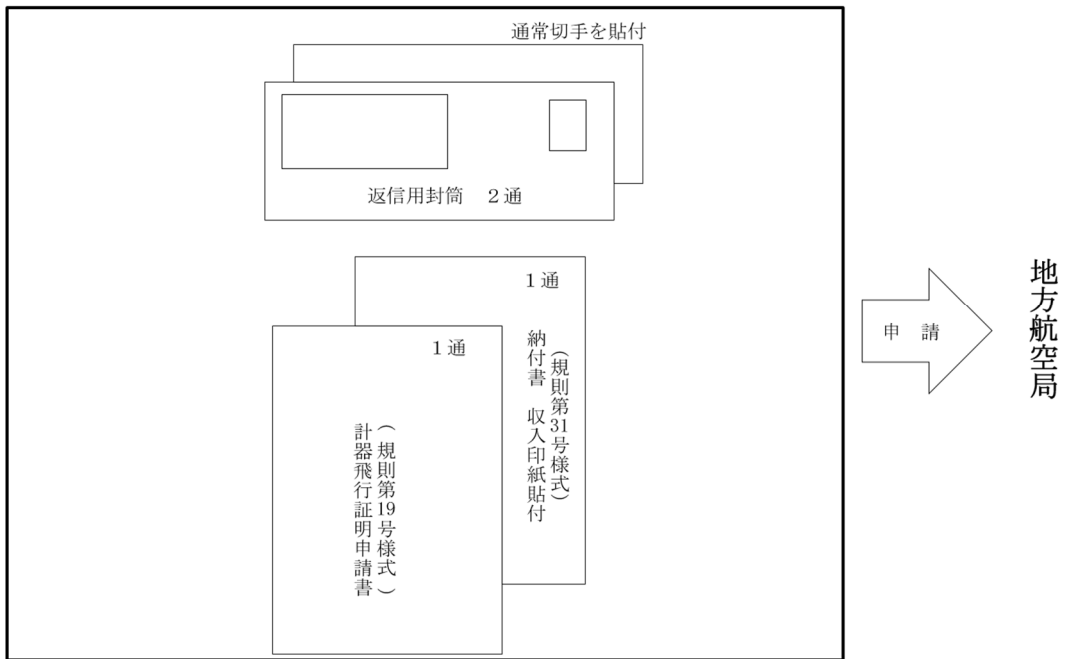 通常切手を貼付
返信用封筒 2通
1通
納付書 収入印紙貼付
(規則第31号様式)
1通
計器飛行証明申請書
(規則第19号様式)
申請
地方航空局